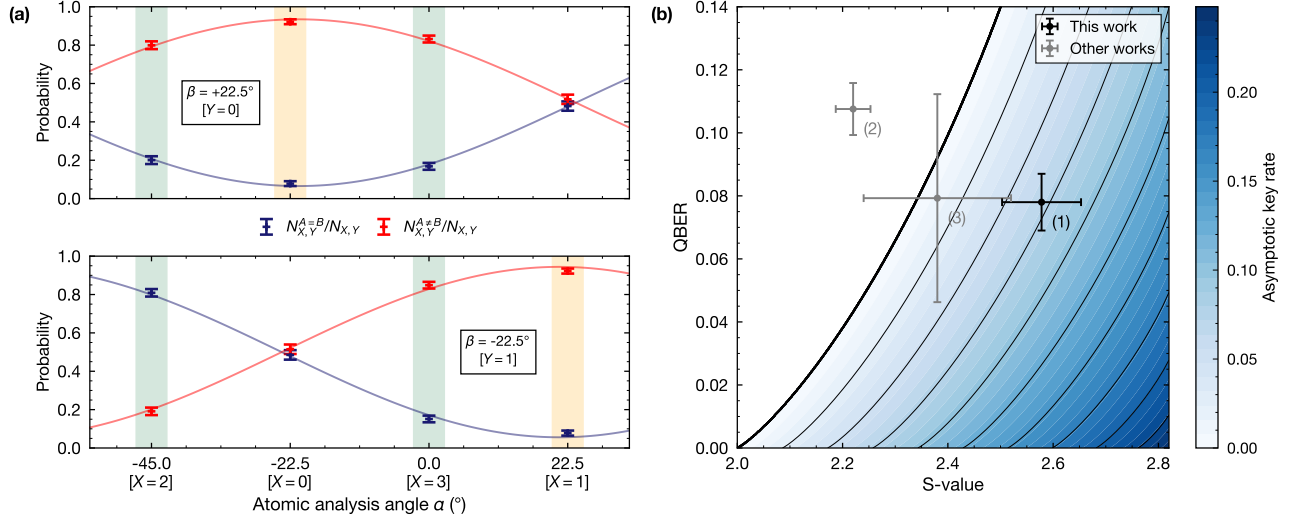 (a)
1.0
0.8
0.6
0.4
0.2
0.0
Probability
β = +22.5°
[Y = 0]
N_{X,Y}^{A=B}/N_{X,Y}
N_{X,Y}^{A≠B}/N_{X,Y}
1.0
0.8
0.6
0.4
0.2
0.0
Probability
β = -22.5°
[Y = 1]
-45.0
[X = 2]
-22.5
[X = 0]
0.0
[X = 3]
22.5
[X = 1]
Atomic analysis angle α (°)
(b)
0.14
0.12
0.10
0.08
0.06
0.04
0.02
0.00
QBER
This work
Other works
(2)
(3)
(1)
2.0
2.2
2.4
2.6
2.8
S-value
0.20
0.15
0.10
0.05
0.00
Asymptotic key rate